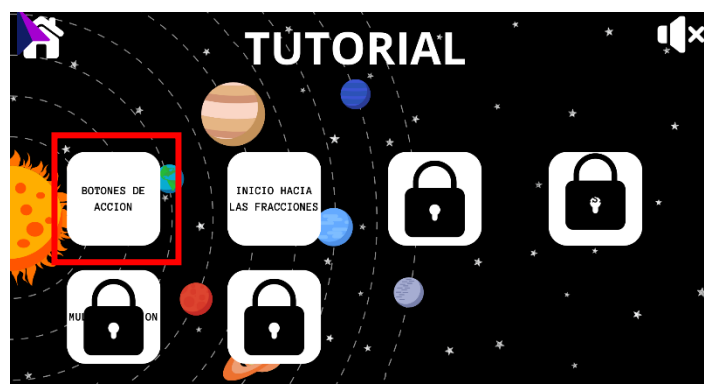 TUTORIAL
BOTONES DE
ACCION
INICIO HACIA
LAS FRACCIONES